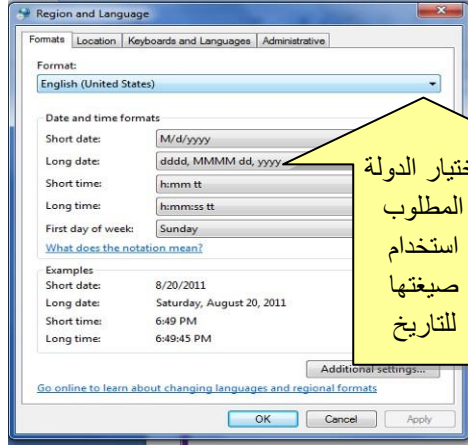 Region and Language
Formats Location Keyboards and Languages Administrative
Format:
English (United States)
Date and time formats
Short date: M/d/yyyy
Long date: dddd, MMMM dd, yyyy
Short time: h:mm tt
Long time: h:mm:ss tt
First day of week: Sunday
What does the notation mean?
Examples
Short date: 8/20/2011
Long date: Saturday, August 20, 2011
Short time: 6:49 PM
Long time: 6:49:45 PM
Additional settings...
Go online to learn about changing languages and regional formats
OK Cancel Apply
الدولة
المطلوب
استخدام
صيغتها
للتاريخ